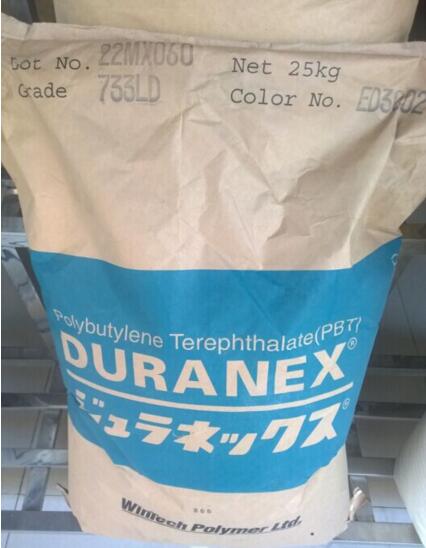 Lot No. 22MX060 Net 25kg
Grade 733LD Color No. ED3002
Polybutylene Terephthalate(PBT)
DURANEX®
ジュラネックス®
WinTech Polymer Ltd.